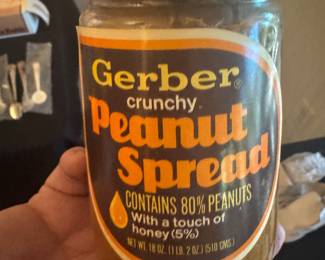 Gerber®
crunchy
Peanut
Spread
CONTAINS 80% PEANUTS
With a touch of
honey (5%)
NET WT. 18 OZ. (1 LB. 2 OZ.) (510 GMS.)